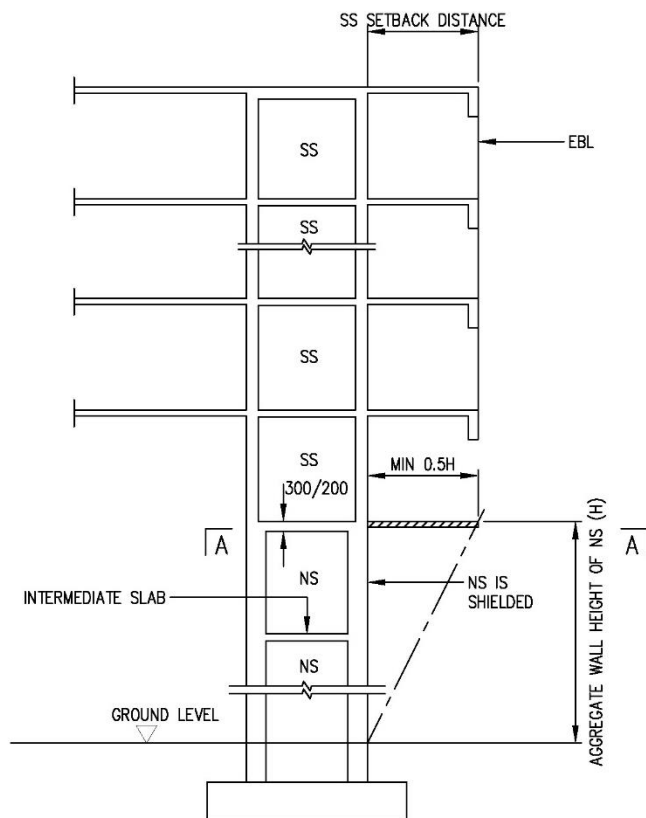 SS SETBACK DISTANCE
SS
EBL
SS
SS
SS
MIN 0.5H
300/200
A
A
NS
NS IS
SHIELDED
INTERMEDIATE SLAB
NS
GROUND LEVEL
AGGREGATE WALL HEIGHT OF NS (H)